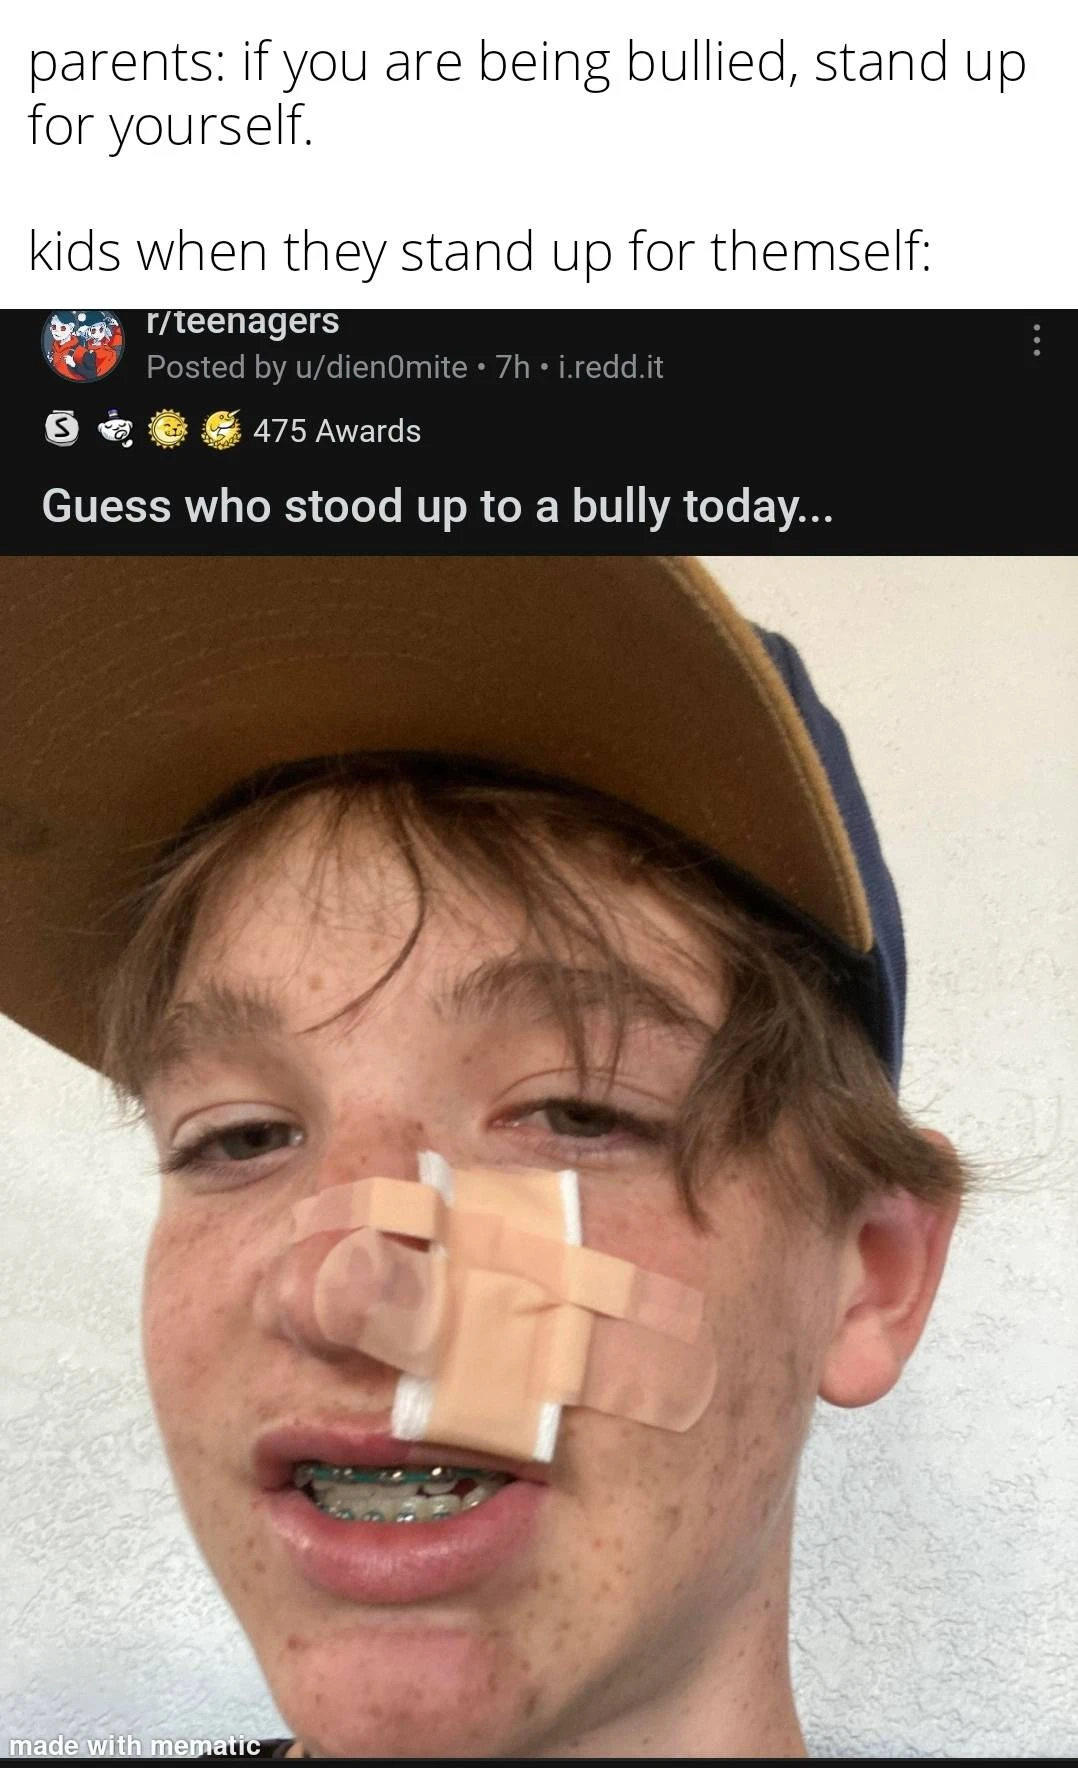 parents: if you are being bullied, stand up
for yourself.
kids when they stand up for themself:
r/teenagers
Posted by u/dien0mite • 7h • i.redd.it
S
475 Awards
Guess who stood up to a bully today...
made with mematic